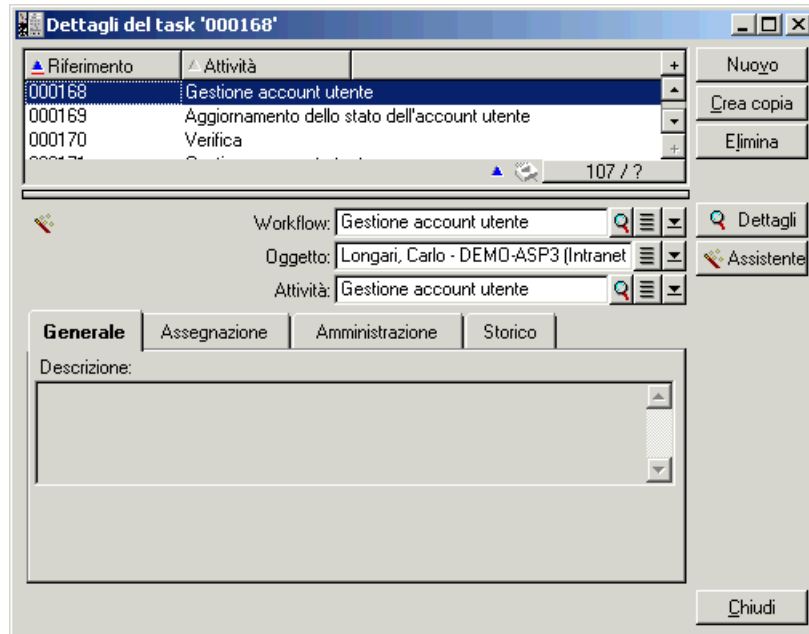 Dettagli del task '000168'
Riferimento Attività +
000168 Gestione account utente
000169 Aggiornamento dello stato dell'account utente
000170 Verifica
107 / ?
Nuovo
Crea copia
Elimina
Workflow: Gestione account utente
Dettagli
Oggetto: Longari, Carlo - DEMO-ASP3 (Intranet
Assistente
Attività: Gestione account utente
Generale Assegnazione Amministrazione Storico
Descrizione:
Chiudi